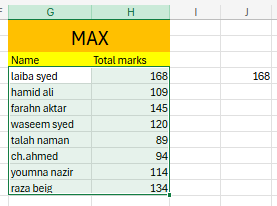 G H I J
MAX
Name Total marks
laiba syed 168 168
hamid ali 109
farahn aktar 145
waseem syed 120
talah naman 89
ch.ahmed 94
youmna nazir 114
raza beig 134